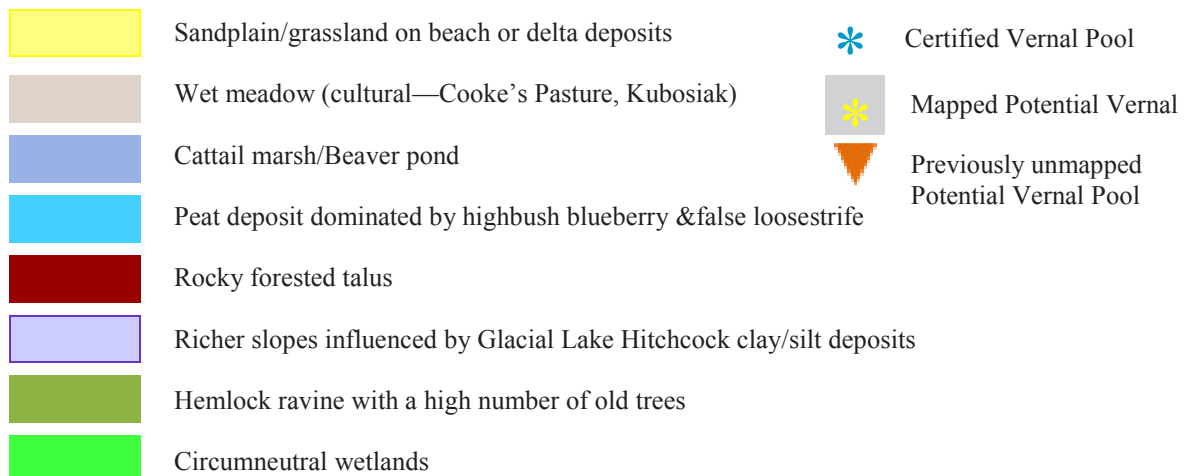 Sandplain/grassland on beach or delta deposits
Wet meadow (cultural—Cooke’s Pasture, Kubosiak)
Cattail marsh/Beaver pond
Peat deposit dominated by highbush blueberry &false loosestrife
Rocky forested talus
Richer slopes influenced by Glacial Lake Hitchcock clay/silt deposits
Hemlock ravine with a high number of old trees
Circumneutral wetlands
Certified Vernal Pool
Mapped Potential Vernal
Previously unmapped
Potential Vernal Pool